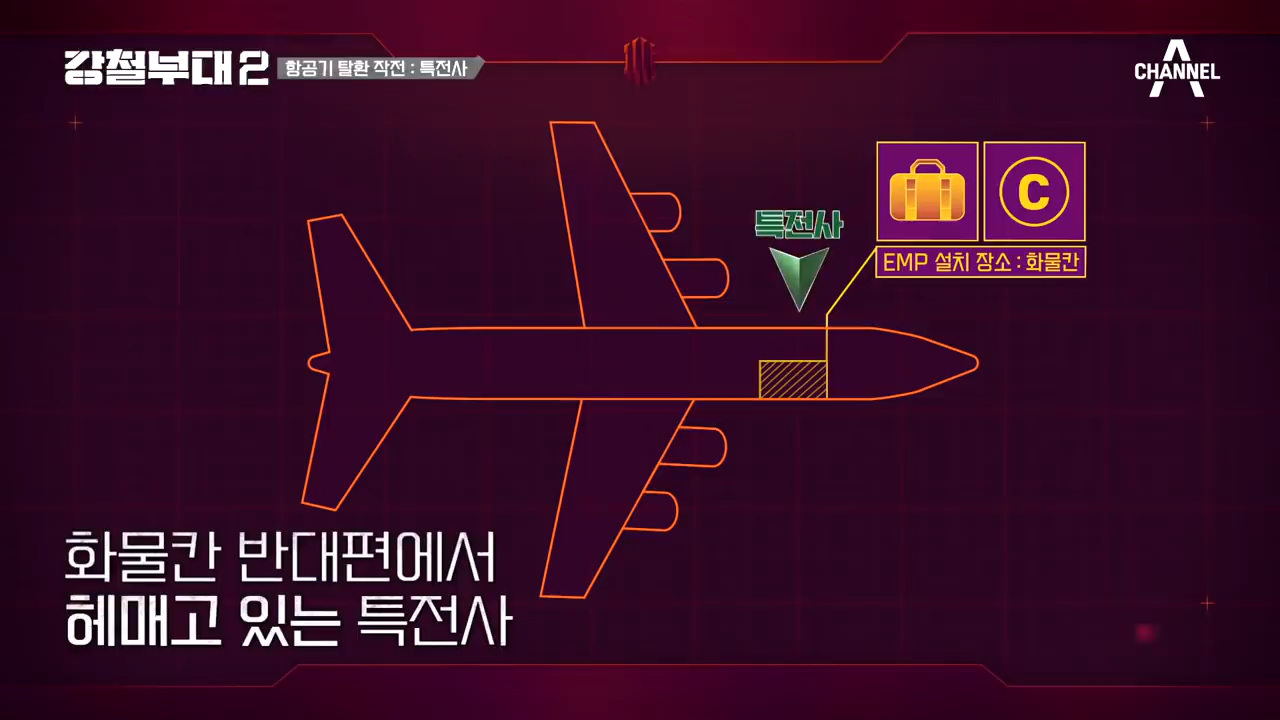 강철부대2 항공기 탈환 작전 : 특전사
CHANNEL A
특전사
C
EMP 설치 장소 : 화물칸
화물칸 반대편에서
헤매고 있는 특전사